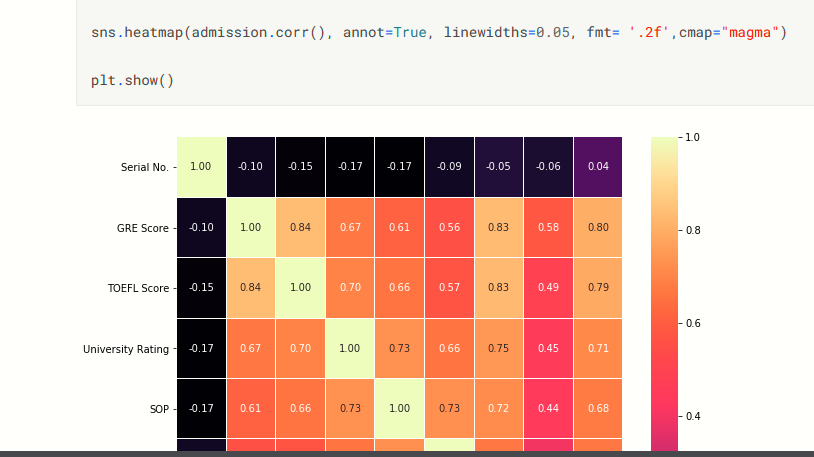 sns.heatmap(admission.corr(), annot=True, linewidths=0.05, fmt= '.2f',cmap="magma")
plt.show()
Serial No. 1.00 -0.10 -0.15 -0.17 -0.17 -0.09 -0.05 -0.06 0.04
GRE Score -0.10 1.00 0.84 0.67 0.61 0.56 0.83 0.58 0.80
TOEFL Score -0.15 0.84 1.00 0.70 0.66 0.57 0.83 0.49 0.79
University Rating -0.17 0.67 0.70 1.00 0.73 0.66 0.75 0.45 0.71
SOP -0.17 0.61 0.66 0.73 1.00 0.73 0.72 0.44 0.68
1.0
0.8
0.6
0.4